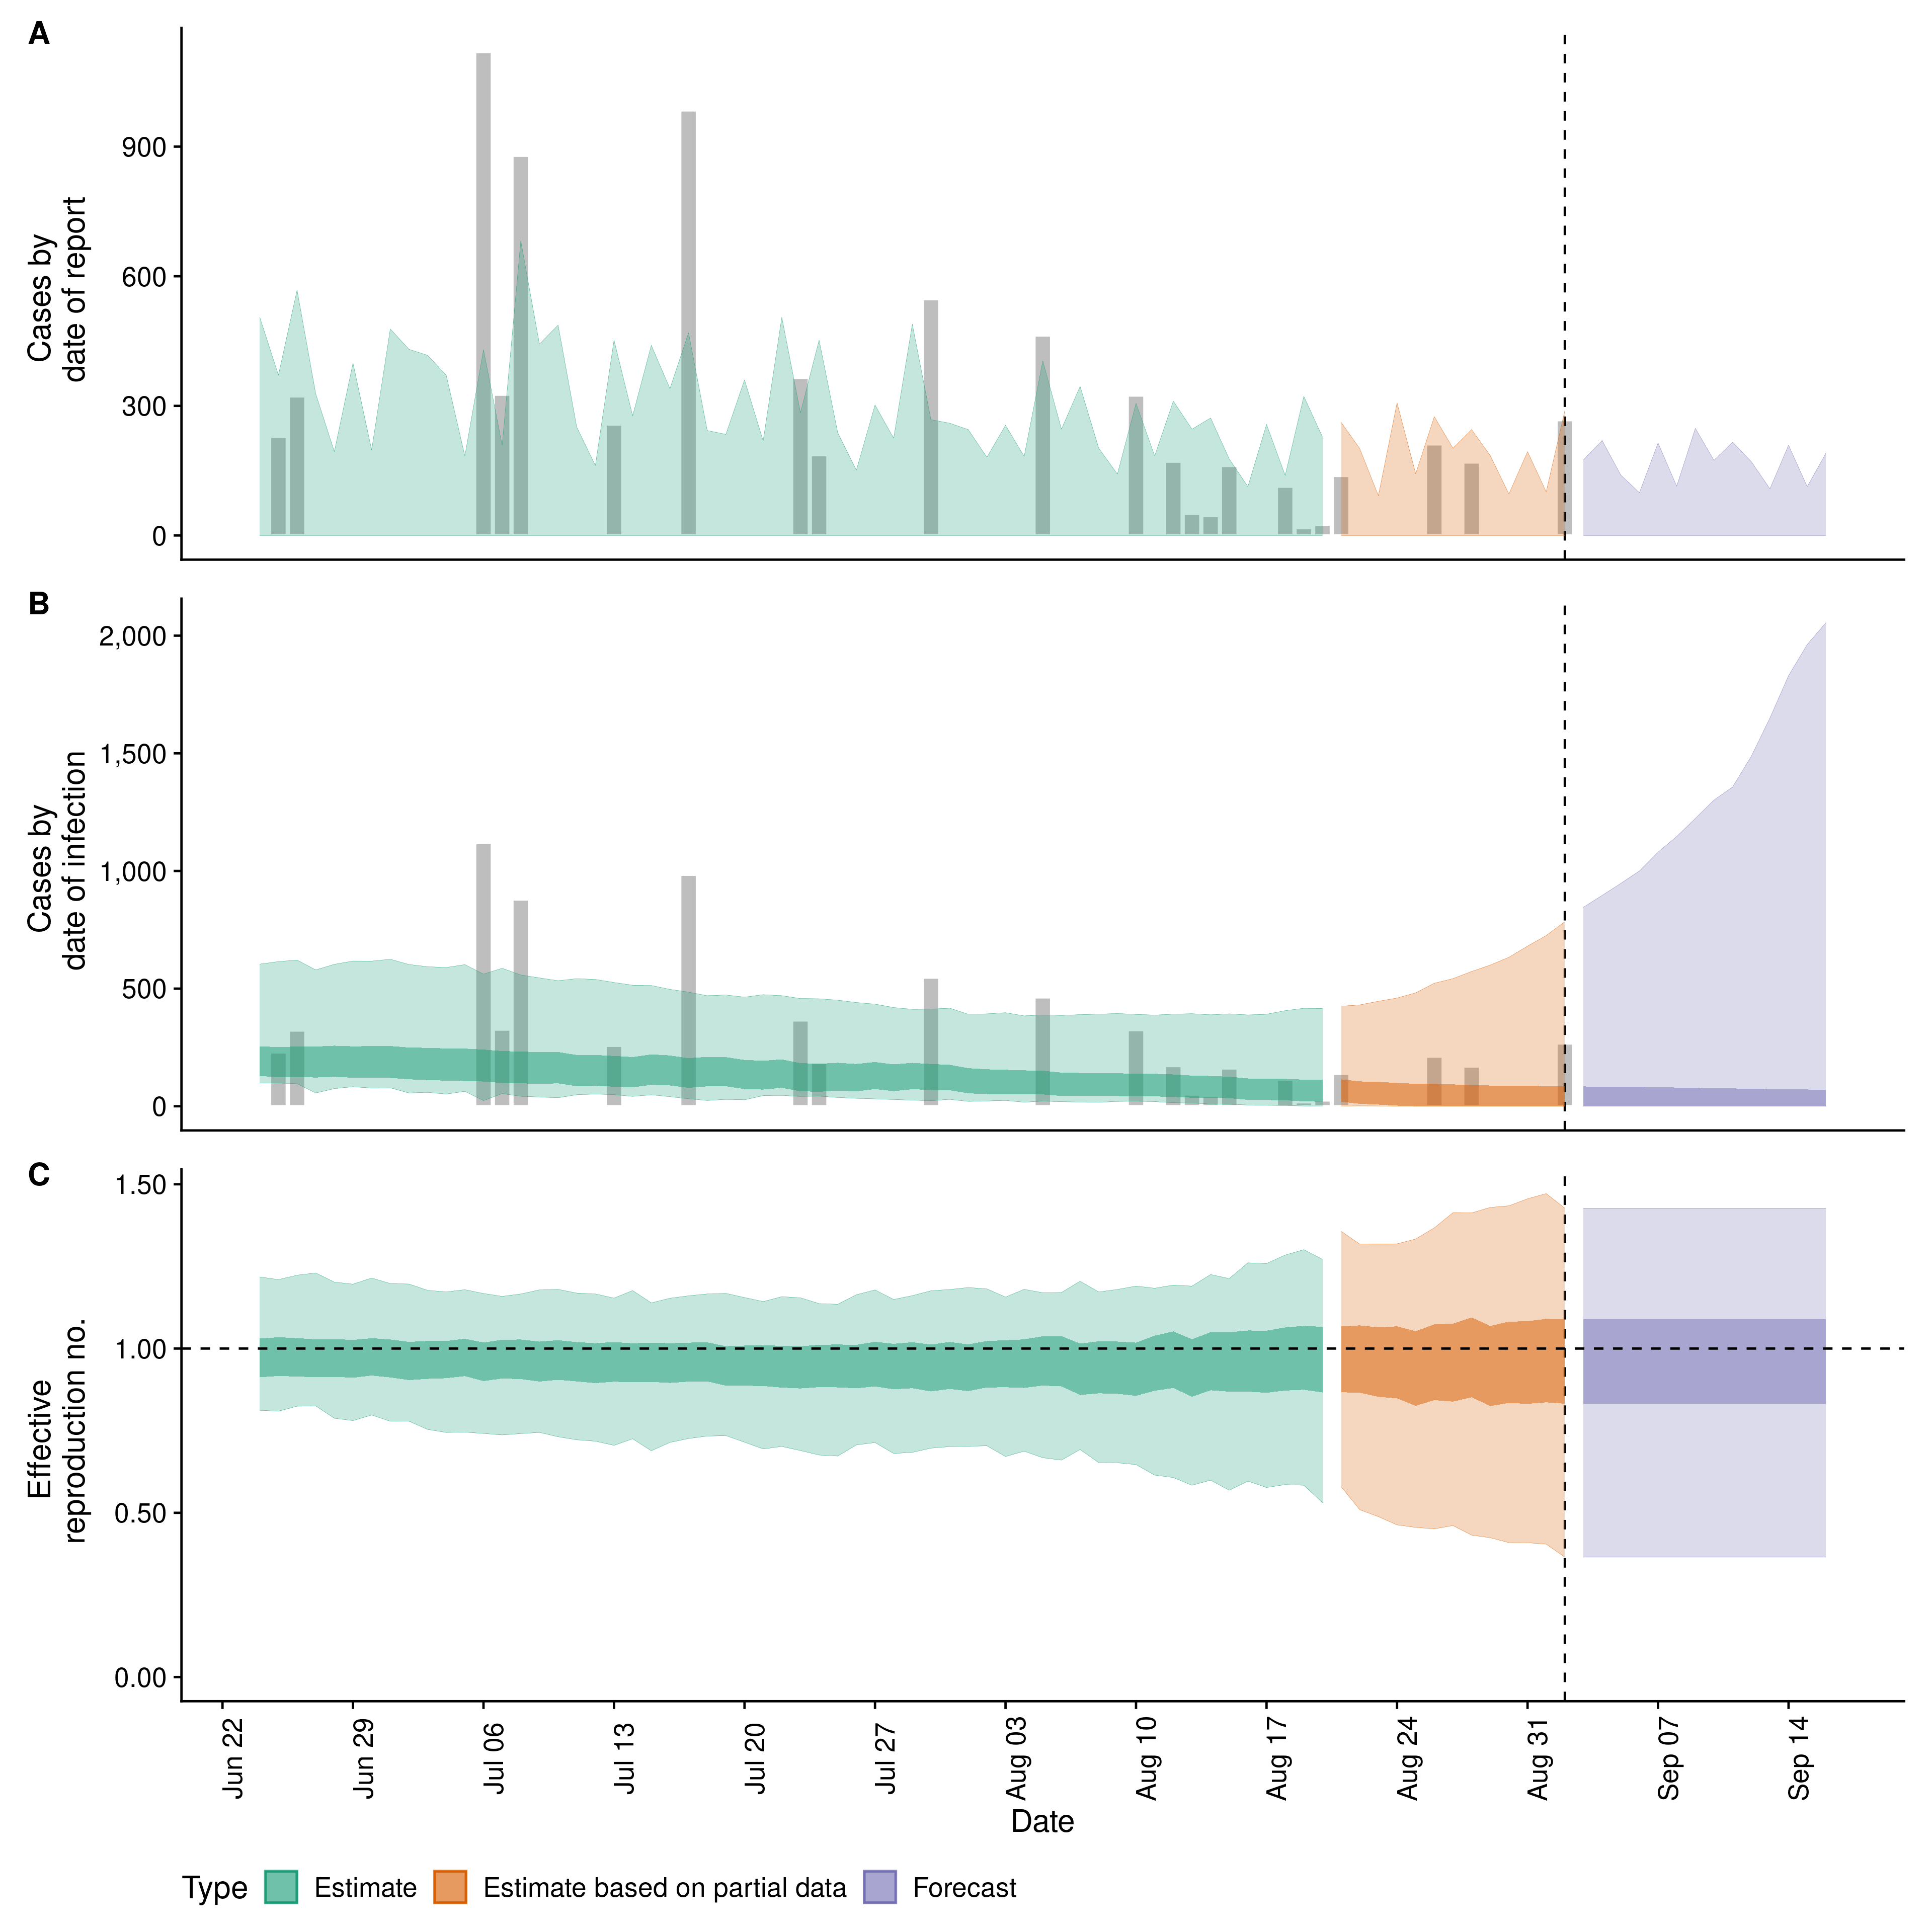 A
Cases by
date of report
900
600
300
0
B
Cases by
date of infection
2,000
1,500
1,000
500
0
C
Effective
reproduction no.
1.50
1.00
0.50
0.00
Jun 22
Jun 29
Jul 06
Jul 13
Jul 20
Jul 27
Aug 03
Aug 10
Aug 17
Aug 24
Aug 31
Sep 07
Sep 14
Date
Type
Estimate
Estimate based on partial data
Forecast